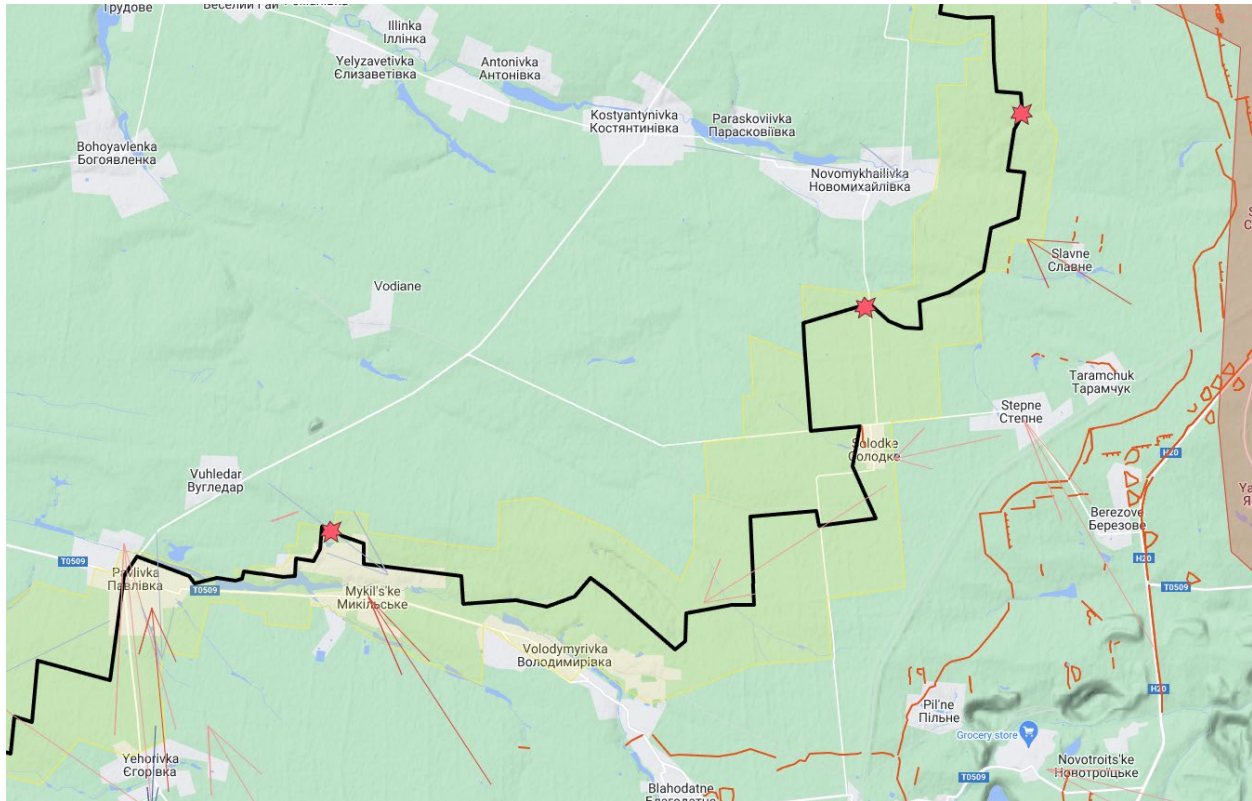 Трудове
Illinka
Іллінка
Yelyzavetivka
Єлизаветівка
Antonivka
Антонівка
Kostyantynivka
Костянтинівка
Paraskoviivka
Парасковіївка
Bohoyavlenka
Богоявленка
Novomykhailivka
Новомихайлівка
Slavne
Славне
Vodiane
Taramchuk
Тарамчук
Stepne
Степне
Solodke
Солодке
H20
Vuhledar
Вугледар
Berezove
Березове
T0509
Pavlivka
Павлівка
T0509
H20
T0509
Mykil's'ke
Микільське
Volodymyrivka
Володимирівка
H20
Pil'ne
Пільне
Grocery store
Yehorivka
Єгорівка
Novotroits'ke
Новотроїцьке
T0509
Blahodatne